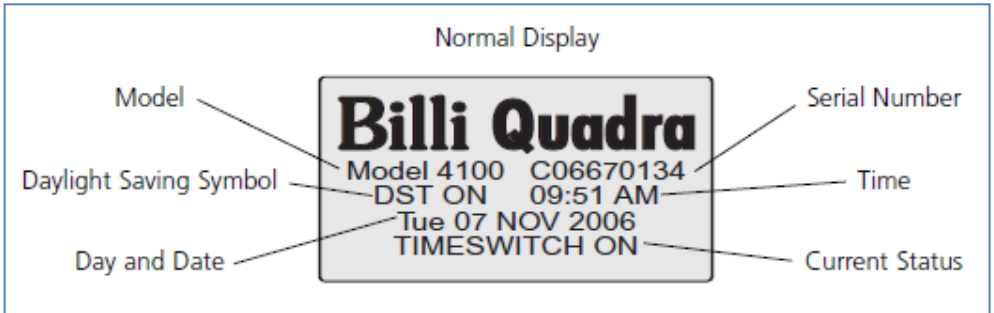 Normal Display
Model
Serial Number
Billi Quadra
Model 4100 C06670134
Daylight Saving Symbol
DST ON 09:51 AM
Time
Tue 07 NOV 2006
TIMESWITCH ON
Day and Date
Current Status